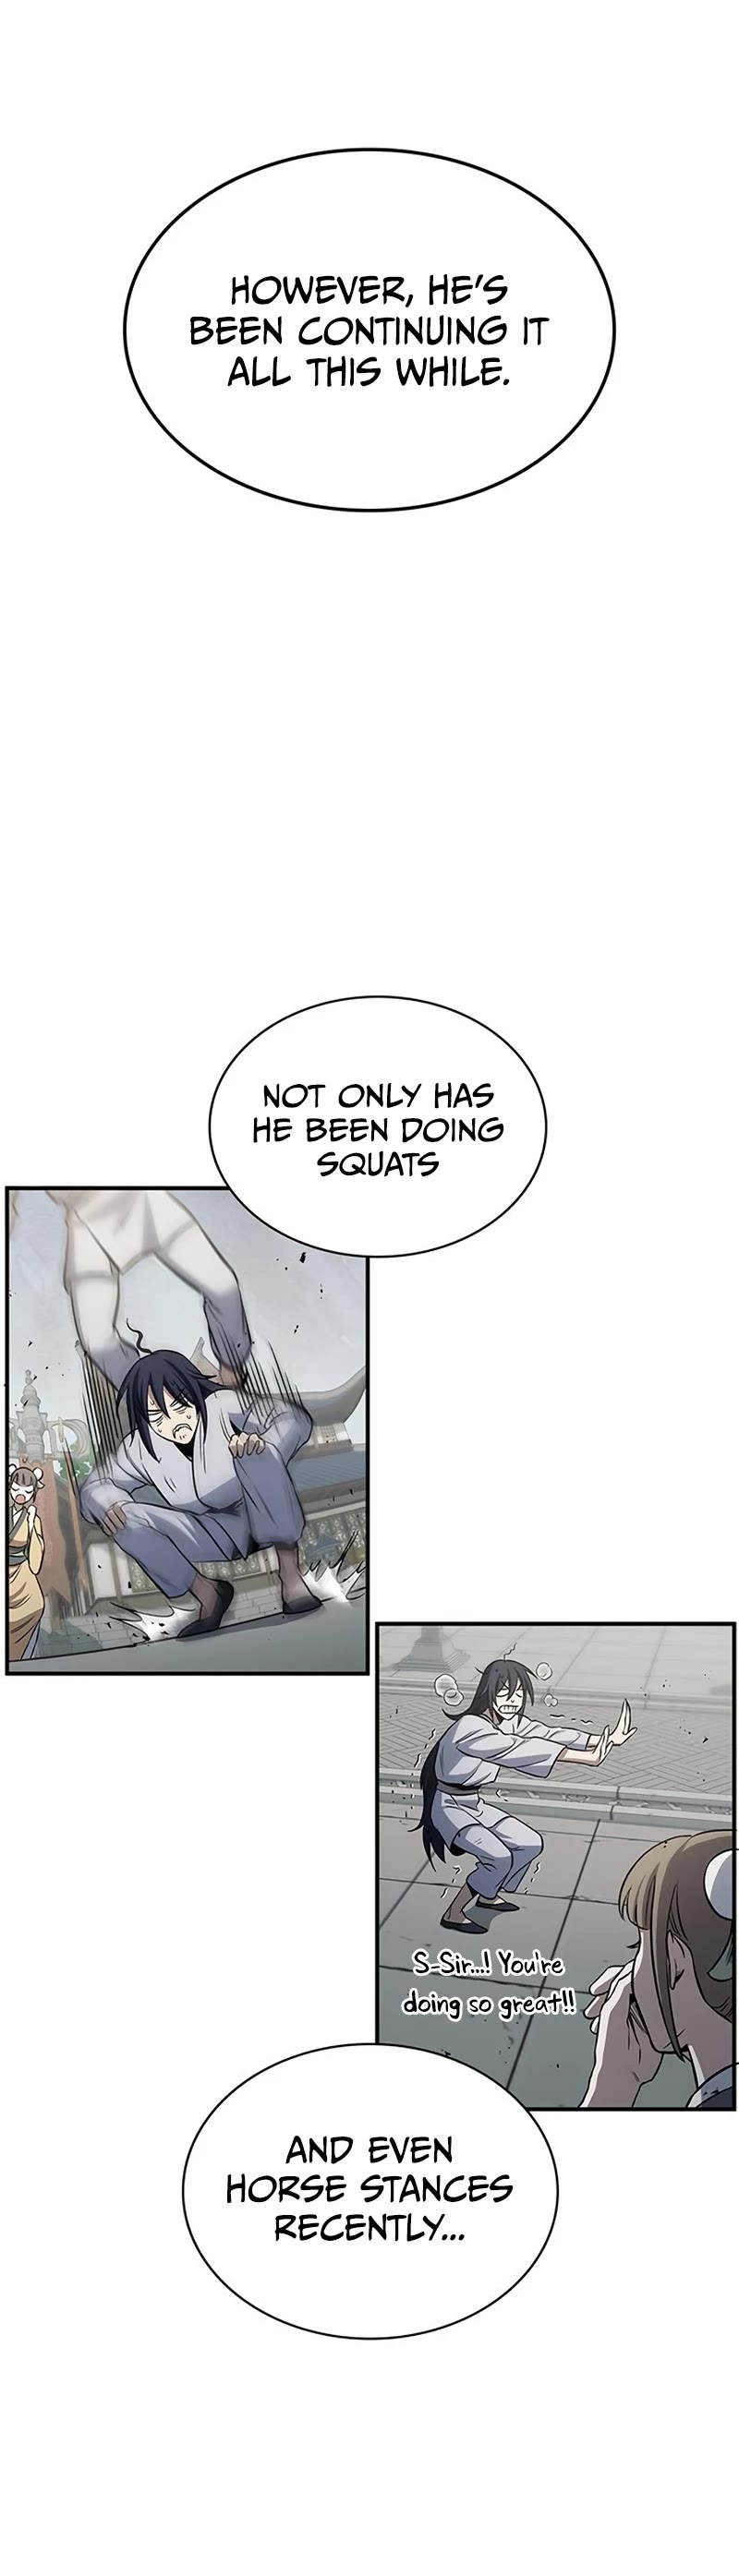 HOWEVER, HE'S
BEEN CONTINUING IT
ALL THIS WHILE.
NOT ONLY HAS
HE BEEN DOING
SQUATS
S-Sir...! You're
doing so great!!
AND EVEN
HORSE STANCES
RECENTLY...